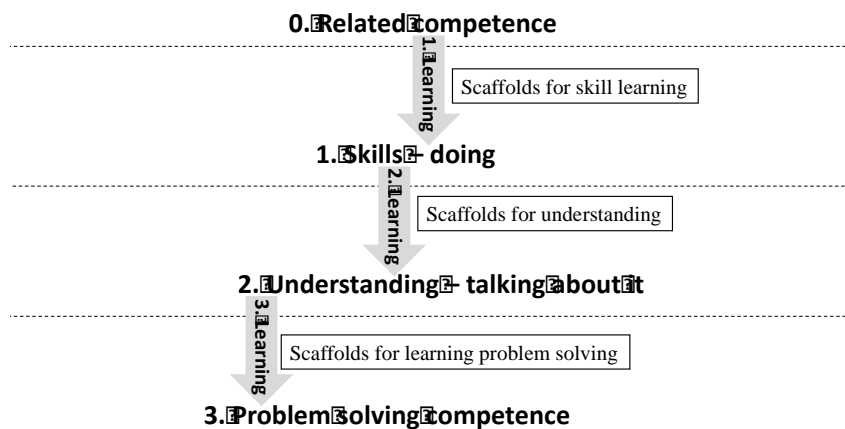 0. Related competence
1. Learning
Scaffolds for skill learning
1. Skills – doing
2. Learning
Scaffolds for understanding
2. Understanding – talking about it
3. Learning
Scaffolds for learning problem solving
3. Problem solving competence